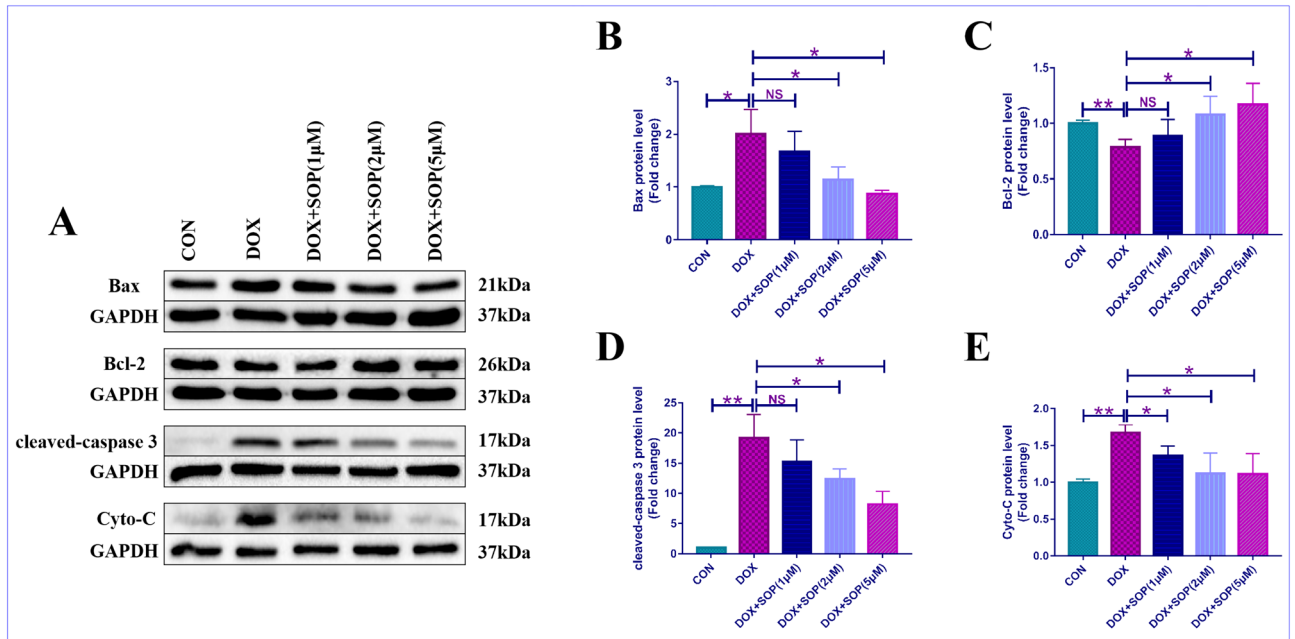 A
CON
DOX
DOX+SOP(1μM)
DOX+SOP(2μM)
DOX+SOP(5μM)
Bax 21kDa
GAPDH 37kDa
Bcl-2 26kDa
GAPDH 37kDa
cleaved-caspase 3 17kDa
GAPDH 37kDa
Cyto-C 17kDa
GAPDH 37kDa
B
Bax protein level
(Fold change)
3
2
1
0
*
*
* NS
CON
DOX
DOX+SOP(1μM)
DOX+SOP(2μM)
DOX+SOP(5μM)
C
Bcl-2 protein level
(Fold change)
1.5
1.0
0.5
0.0
*
*
** NS
CON
DOX
DOX+SOP(1μM)
DOX+SOP(2μM)
DOX+SOP(5μM)
D
cleaved-caspase 3 protein level
(Fold change)
25
20
15
10
5
0
*
*
** NS
CON
DOX
DOX+SOP(1μM)
DOX+SOP(2μM)
DOX+SOP(5μM)
E
Cyto-C protein level
(Fold change)
2.0
1.5
1.0
0.5
0.0
*
*
** *
CON
DOX
DOX+SOP(1μM)
DOX+SOP(2μM)
DOX+SOP(5μM)